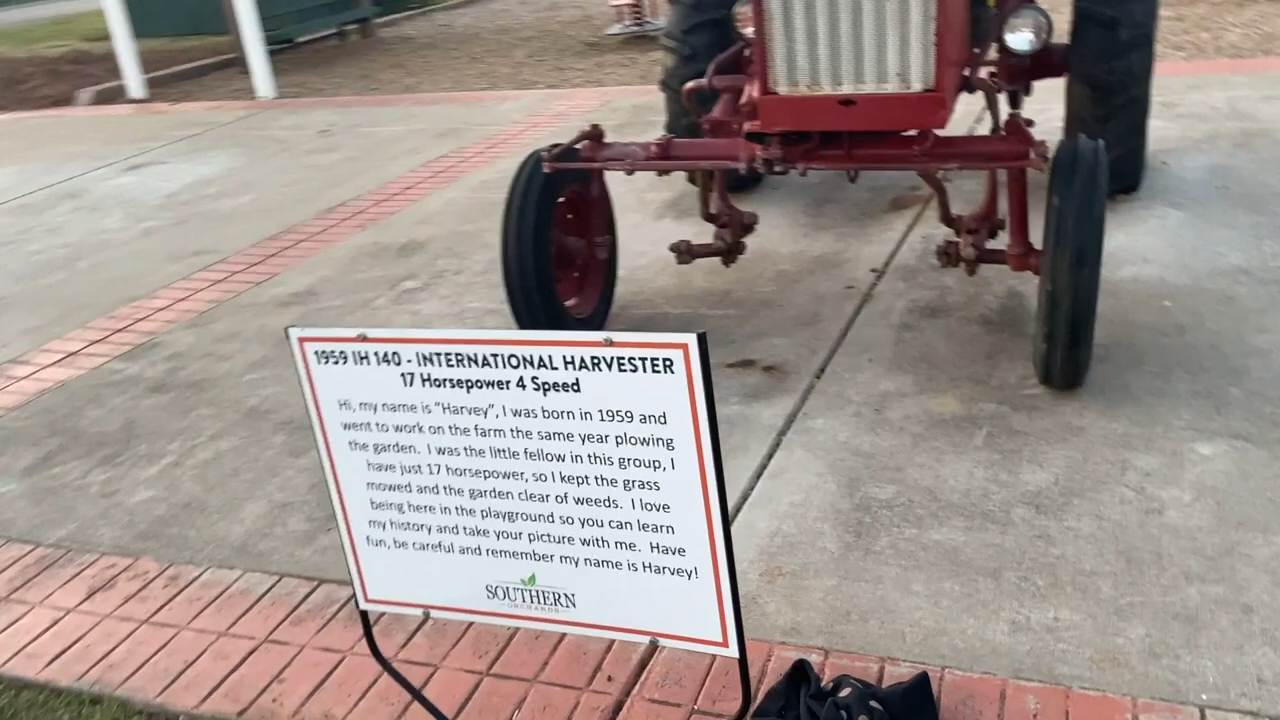 1959 IH 140 - INTERNATIONAL HARVESTER
17 Horsepower 4 Speed
Hi, my name is “Harvey”, I was born in 1959 and
went to work on the farm the same year plowing
the garden. I was the little fellow in this group, I
have just 17 horsepower, so I kept the grass
mowed and the garden clear of weeds. I love
being here in the playground so you can learn
my history and take your picture with me. Have
fun, be careful and remember my name is Harvey!
SOUTHERN
ORCHARDS